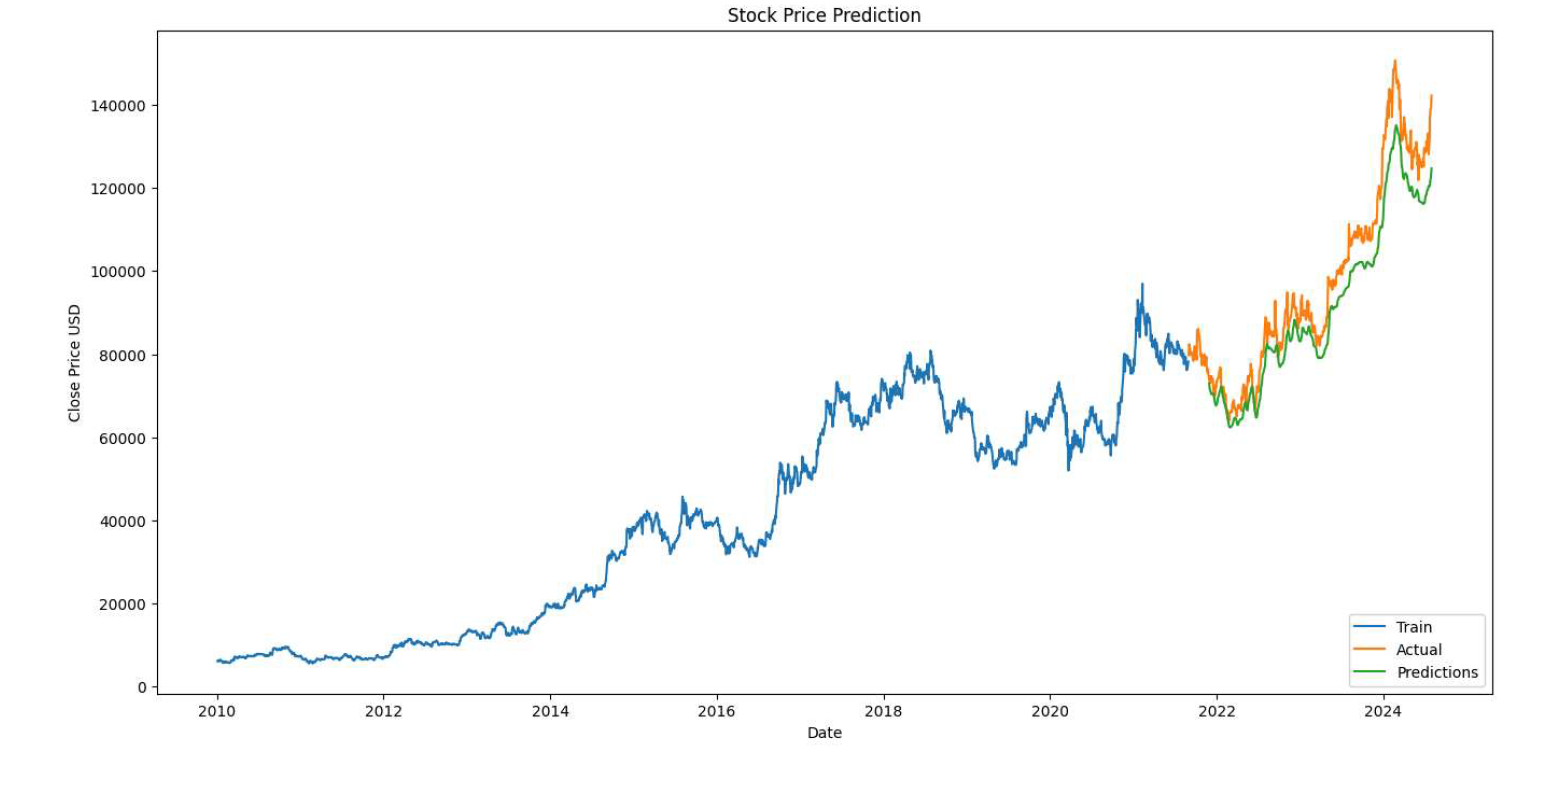 Stock Price Prediction
Close Price USD
140000
120000
100000
80000
60000
40000
20000
0
2010 2012 2014 2016 2018 2020 2022 2024
Date
Train
Actual
Predictions